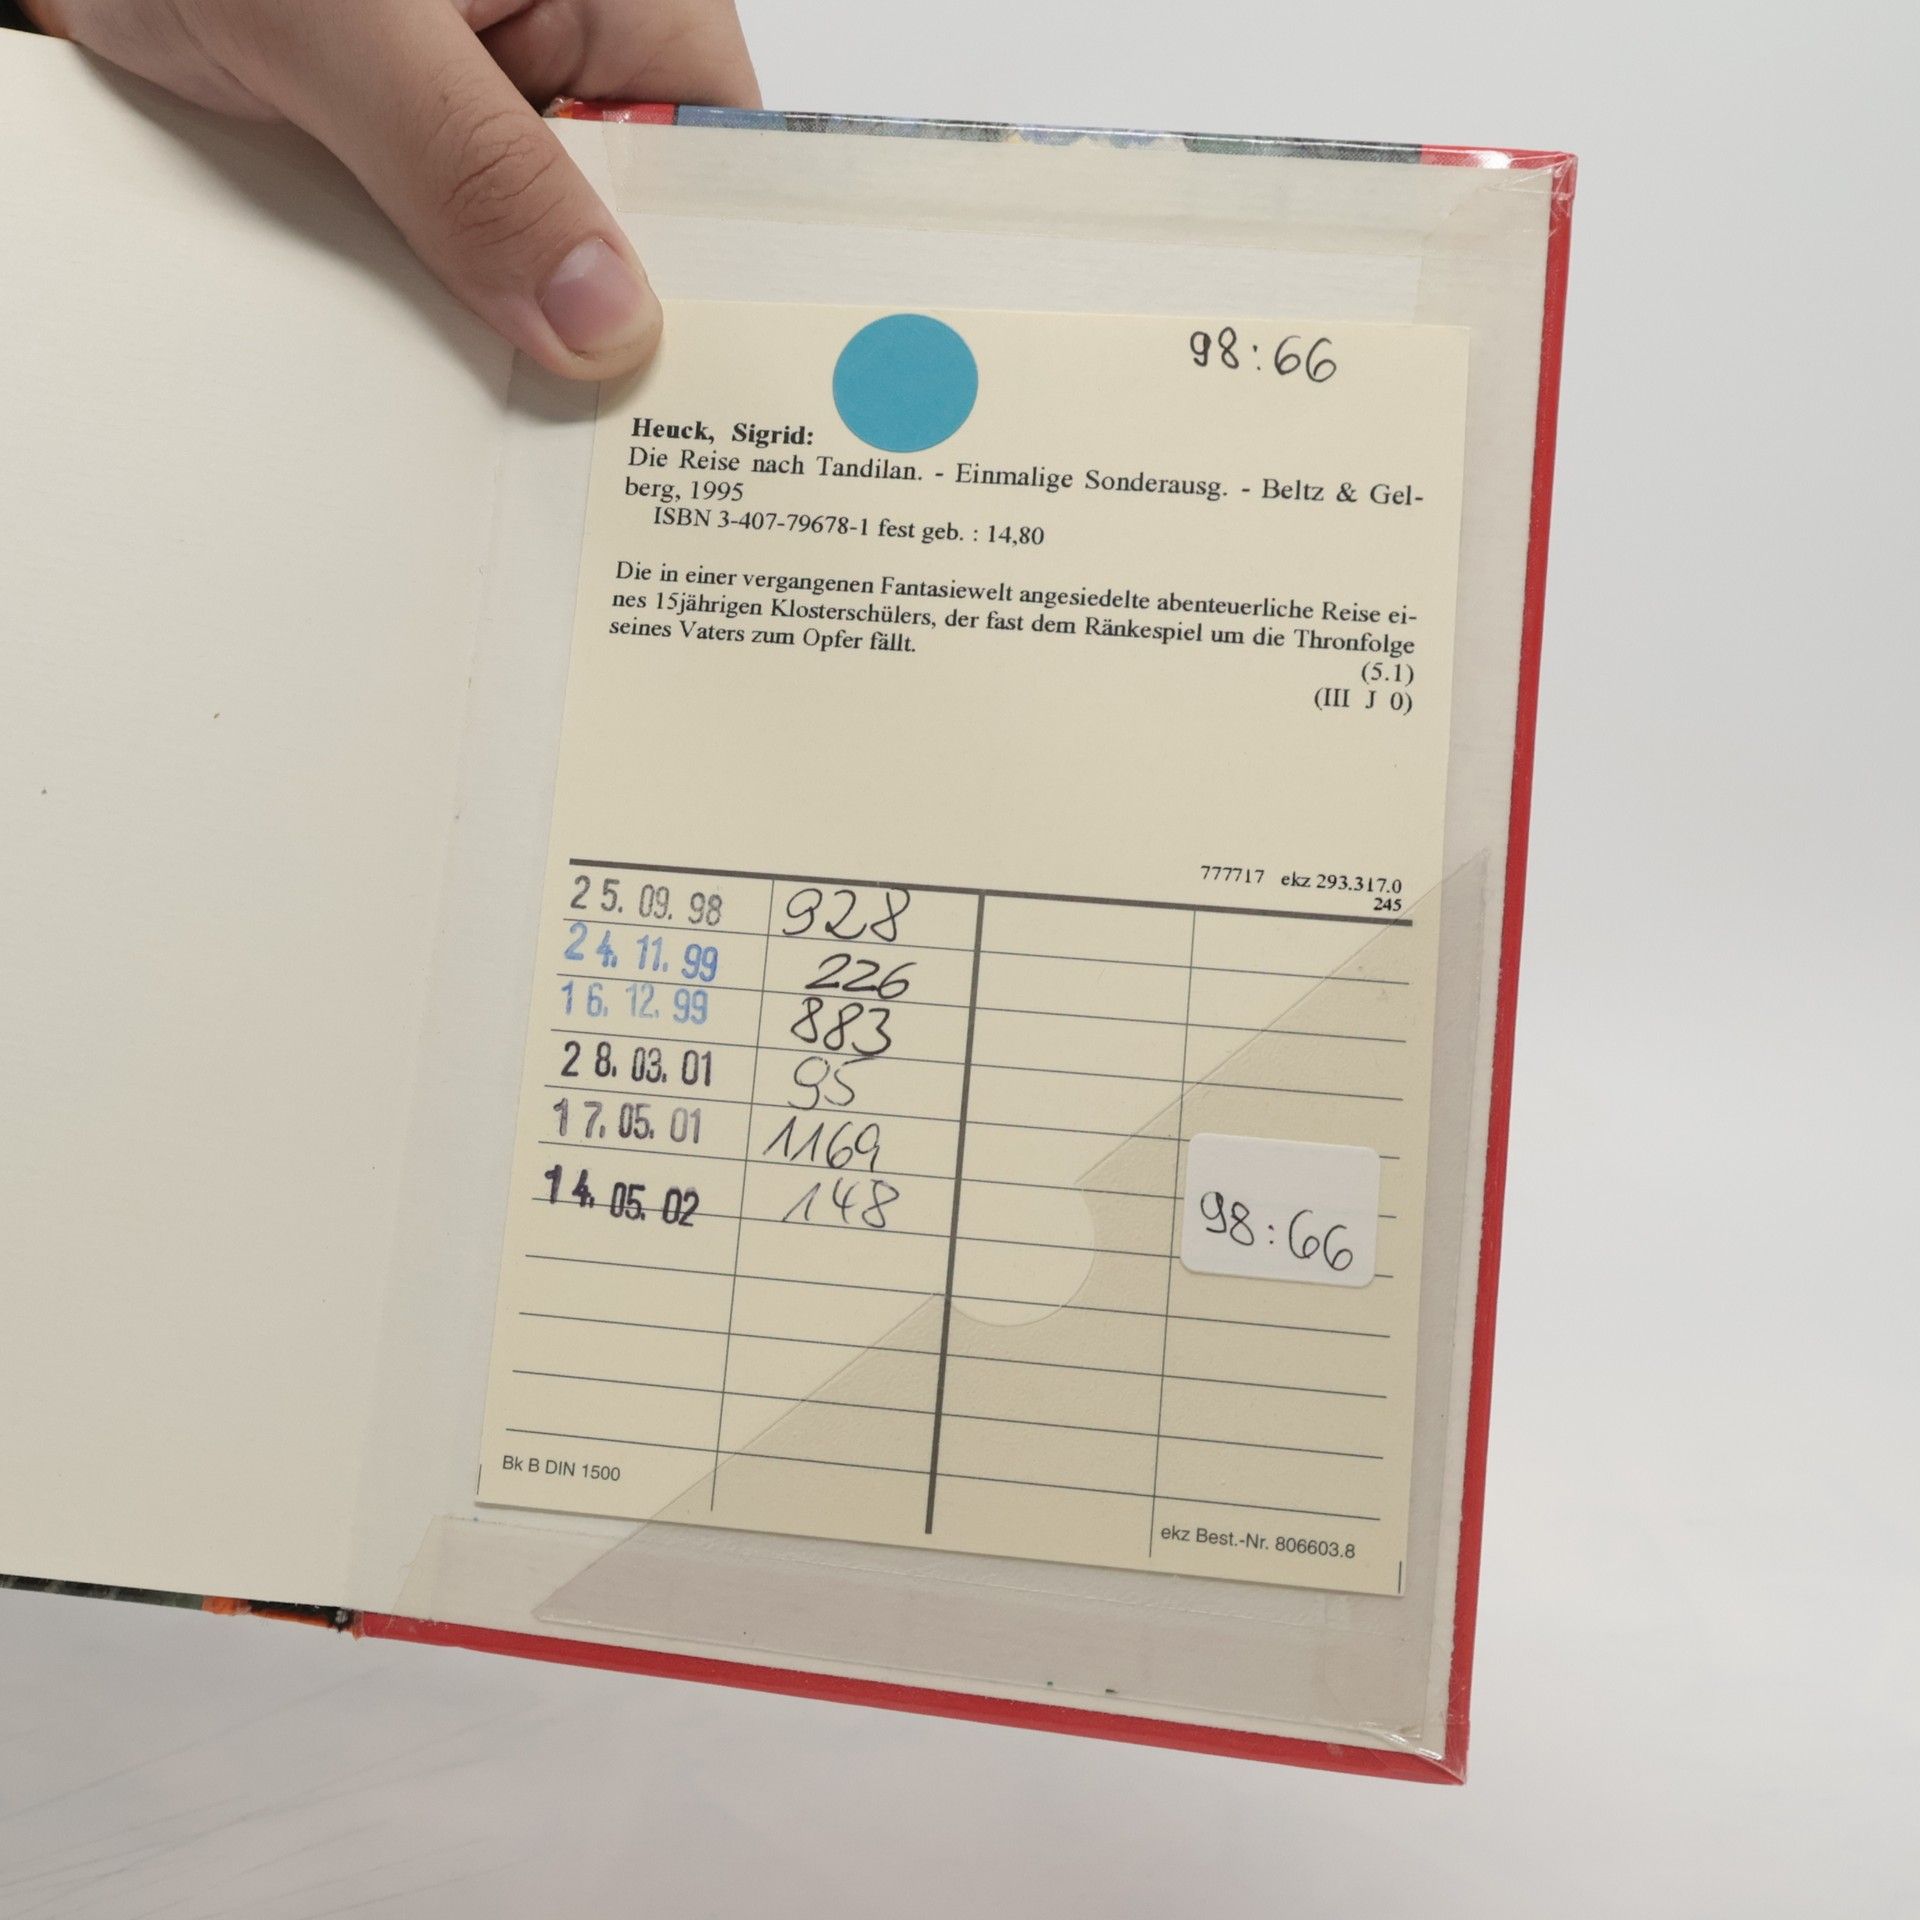 98:66
Heuck, Sigrid:
Die Reise nach Tandilan. - Einmalige Sonderausg. - Beltz & Gel-
berg, 1995
ISBN 3-407-79678-1 fest geb. : 14,80
Die in einer vergangenen Fantasiewelt angesiedelte abenteuerliche Reise ei-
nes 15jährigen Klosterschülers, der fast dem Ränkespiel um die Thronfolge
seines Vaters zum Opfer fällt.
(5.1)
(III J 0)
777717 ekz 293.317.0
245
25. 09. 98 928
24. 11. 99 226
16. 12. 99 883
28. 03. 01 95
17. 05. 01 1169
14. 05. 02 148
98:66
Bk B DIN 1500
ekz Best.-Nr. 806603.8